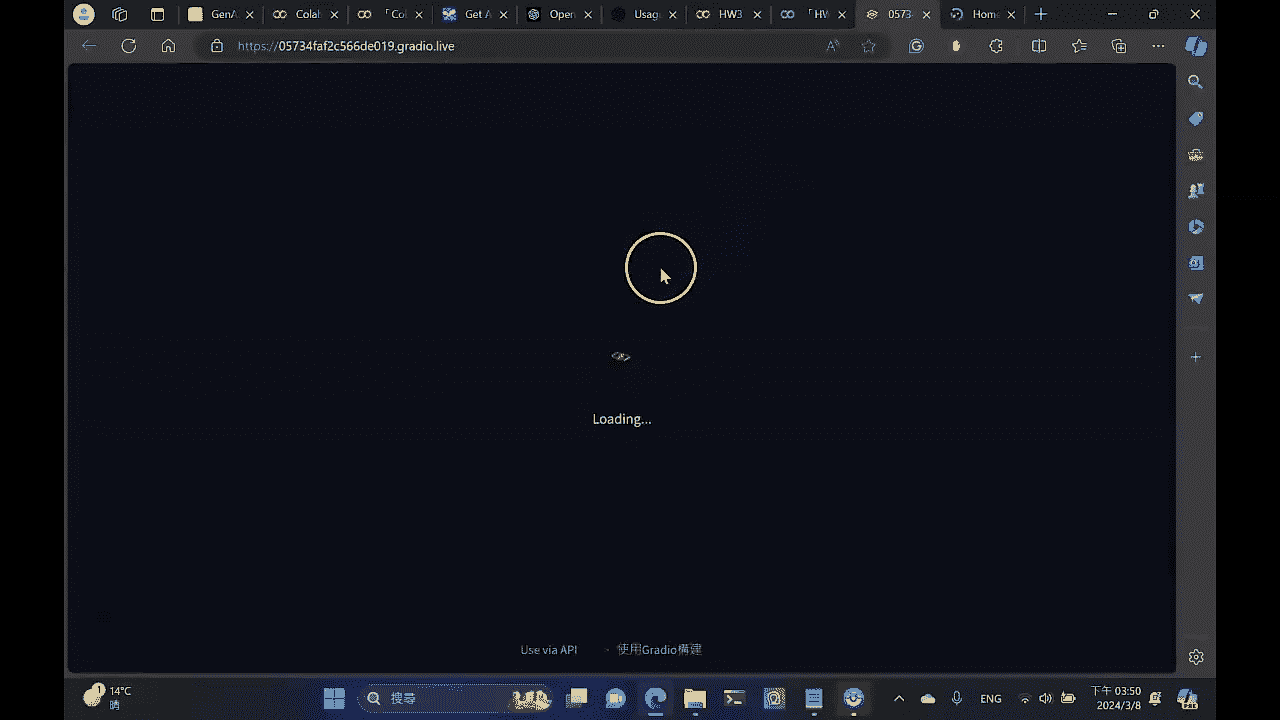 GenA
Colal
「Co
Get A
Open
Usag
HW3
「HV
0573
Home
https://05734faf2c566de019.gradio.live
Loading...
Use via API · 使用Gradio構建
14°C
晴
搜尋
ENG
下午 03:50
2024/3/8